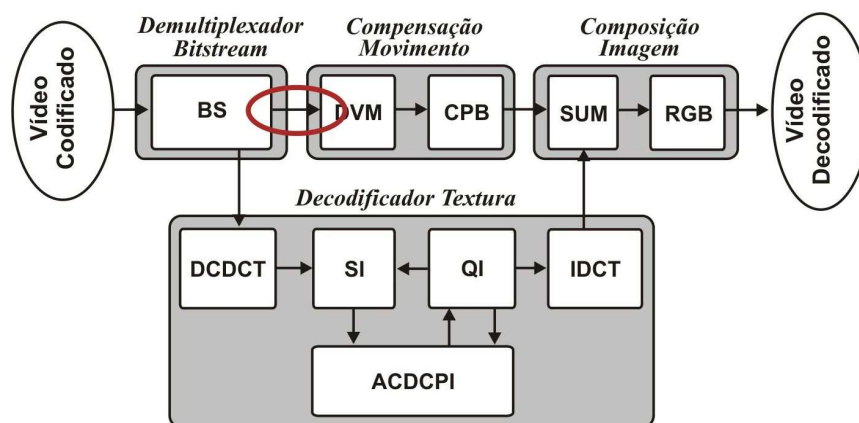 Demultiplexador
Bitstream
Compensação
Movimento
Composição
Imagem
Vídeo
Codificado
BS
DVM
CPB
SUM
RGB
Vídeo
Decodificado
Decodificador Textura
DCDCT
SI
QI
IDCT
ACDCPI